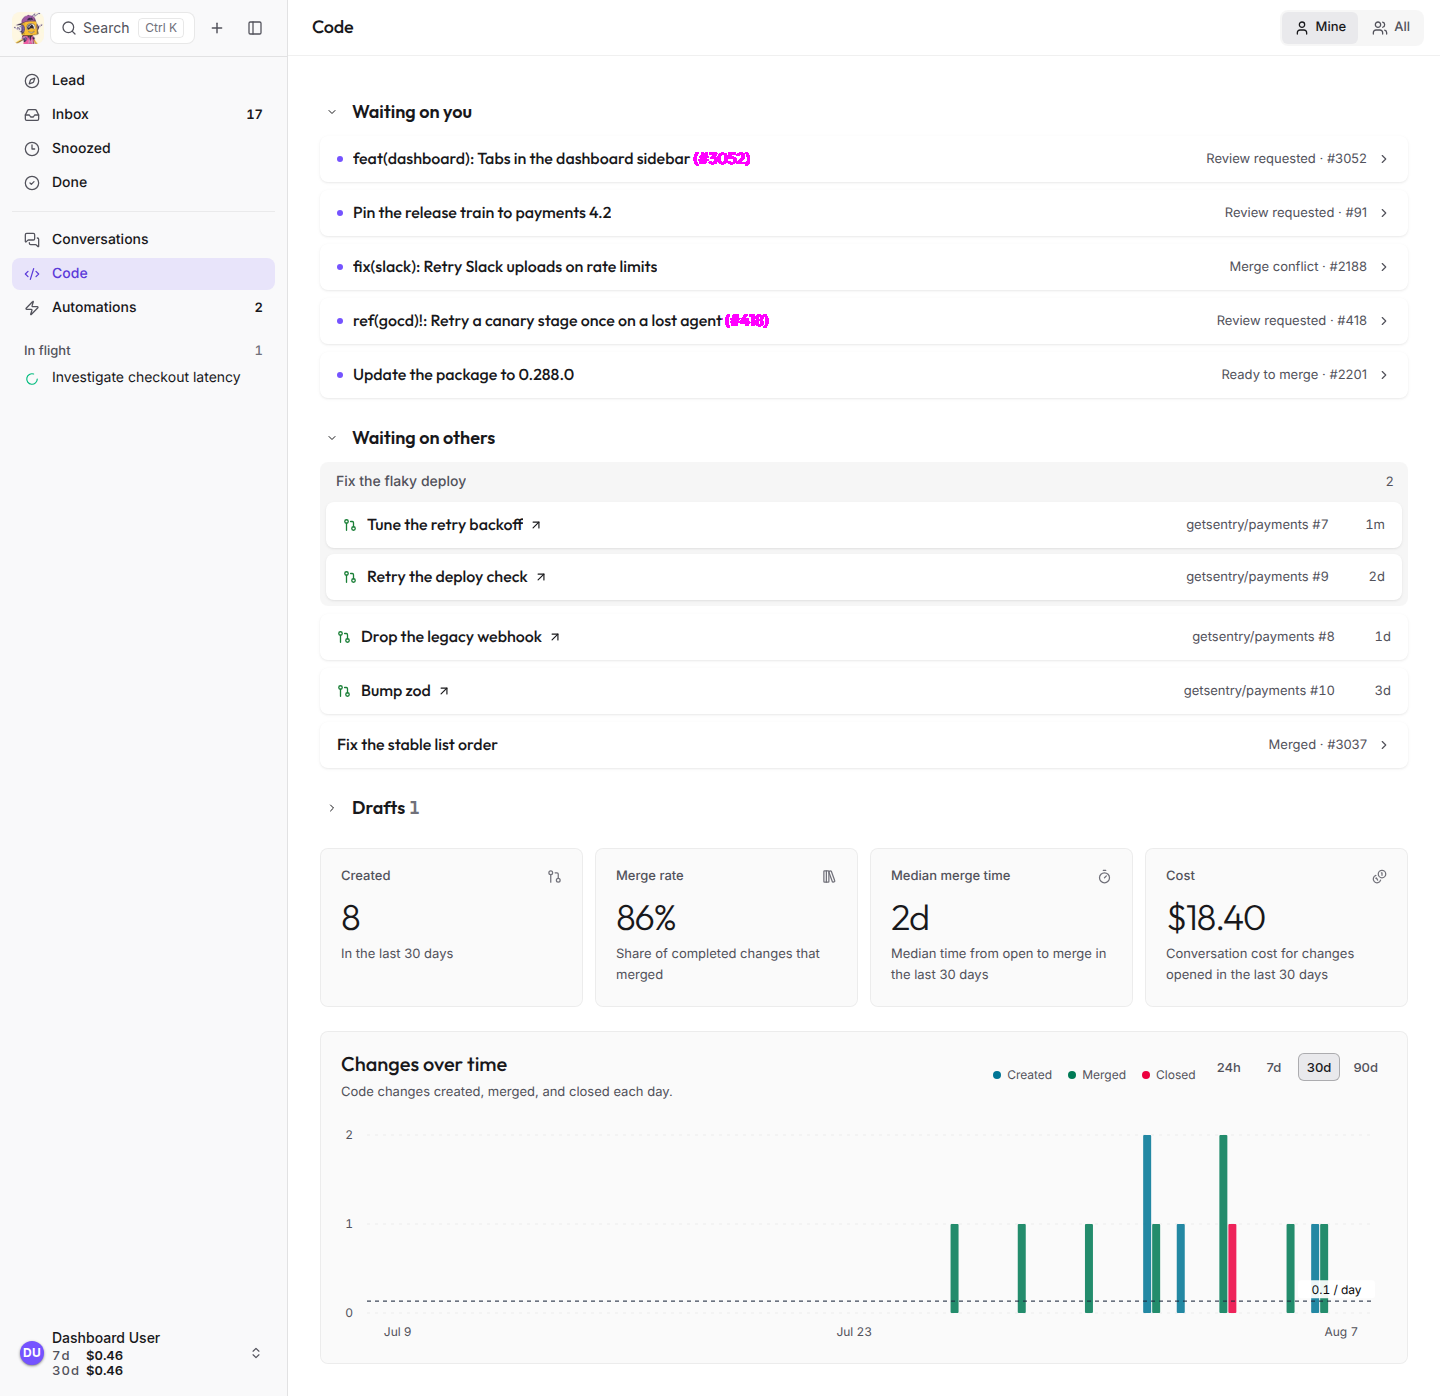 Search Ctrl K
Lead
Inbox 17
Snoozed
Done
Conversations
Code
Automations 2
In flight 1
Investigate checkout latency
Dashboard User
DU
7d $0.46
30d $0.46
Code
Mine All
Waiting on you
feat(dashboard): Tabs in the dashboard sidebar (#3052) Review requested · #3052
Pin the release train to payments 4.2 Review requested · #91
fix(slack): Retry Slack uploads on rate limits Merge conflict · #2188
ref(gocd)!: Retry a canary stage once on a lost agent (#418) Review requested · #418
Update the package to 0.288.0 Ready to merge · #2201
Waiting on others
Fix the flaky deploy 2
Tune the retry backoff getsentry/payments #7 1m
Retry the deploy check getsentry/payments #9 2d
Drop the legacy webhook getsentry/payments #8 1d
Bump zod getsentry/payments #10 3d
Fix the stable list order Merged · #3037
Drafts 1
Created
8
In the last 30 days
Merge rate
86%
Share of completed changes that
merged
Median merge time
2d
Median time from open to merge in
the last 30 days
Cost
$18.40
Conversation cost for changes
opened in the last 30 days
Changes over time
Code changes created, merged, and closed each day.
Created Merged Closed 24h 7d 30d 90d
2
1
0
0.1 / day
Jul 9 Jul 23 Aug 7